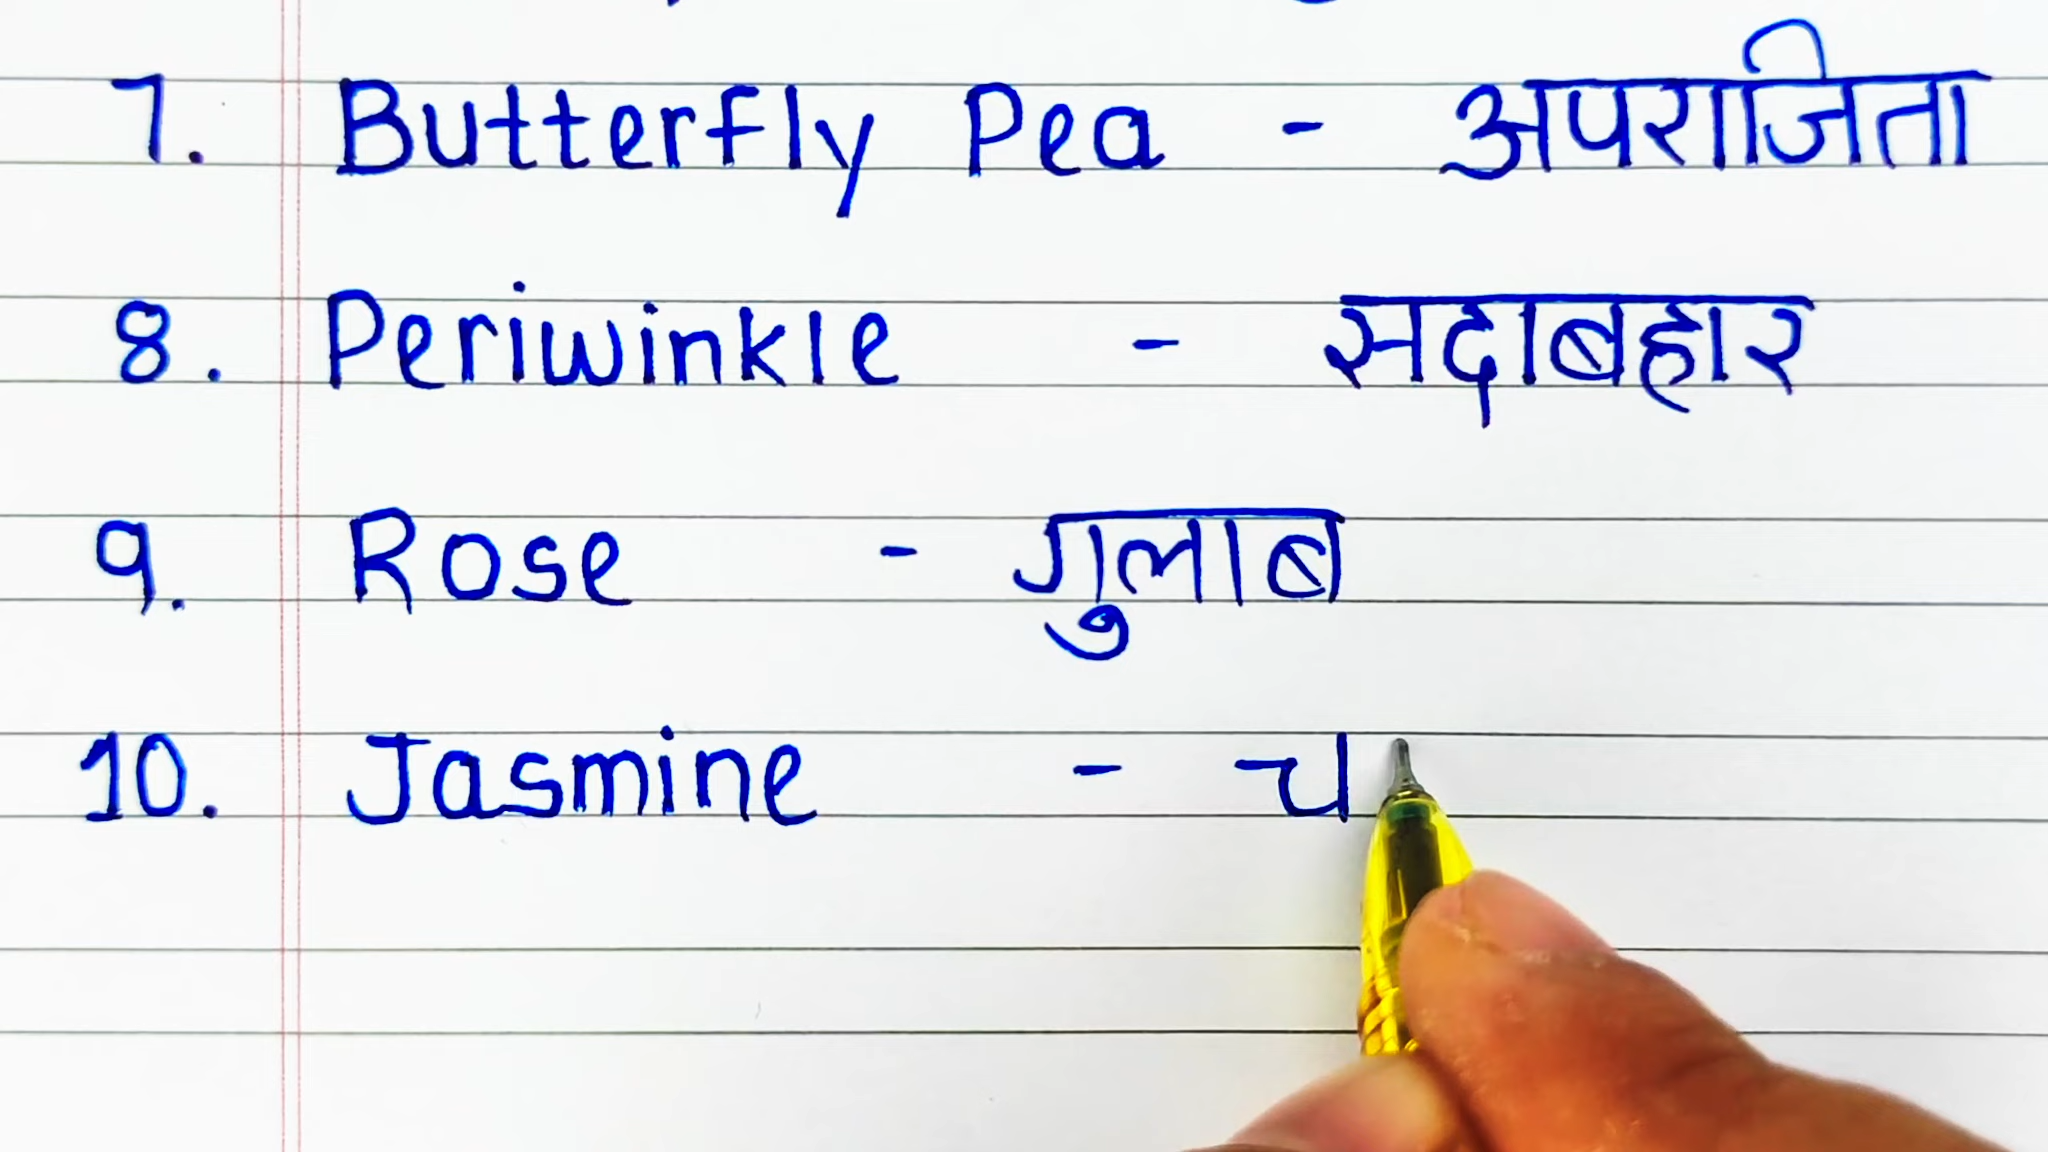 7. Butterfly Pea - अपराजिता
8. Periwinkle - सदाबहार
9. Rose - गुलाब
10. Jasmine - च